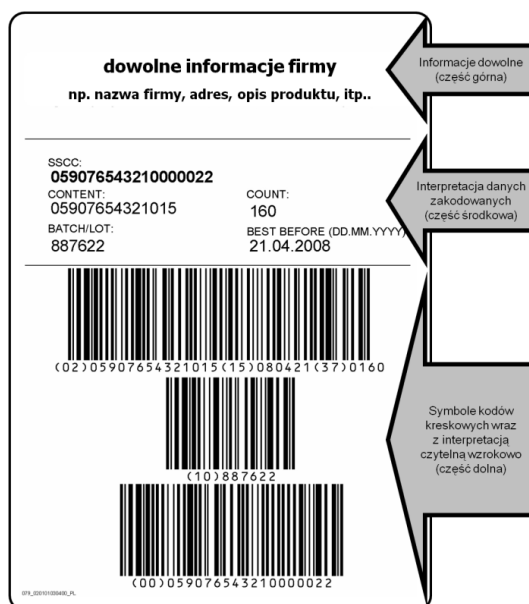 dowolne informacje firmy
np. nazwa firmy, adres, opis produktu, itp..
Informacje dowolne
(część górna)
SSCC:
059076543210000022
CONTENT:
05907654321015
COUNT:
160
BATCH/LOT:
887622
BEST BEFORE (DD.MM.YYYY)
21.04.2008
Interpretacja danych
zakodowanych
(część środkowa)
(02)05907654321015(15)080421(37)0160
(10)887622
(00)059076543210000022
Symbole kodów
kreskowych wraz
z interpretacją
czytelną wzrokowo
(część dolna)